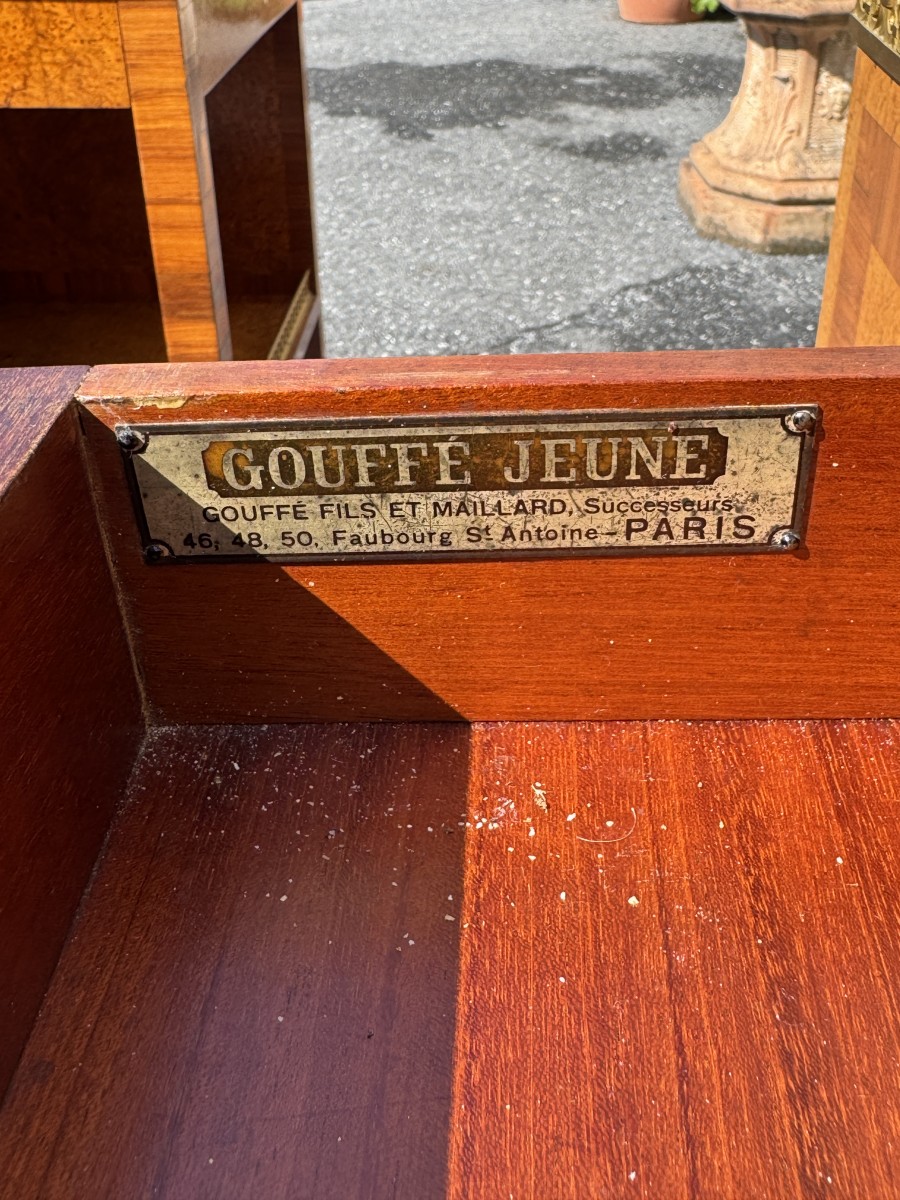 GOUFFÉ JEUNE
GOUFFÉ FILS ET MAILLARD, Successeurs
46, 48, 50, Faubourg St Antoine–PARIS